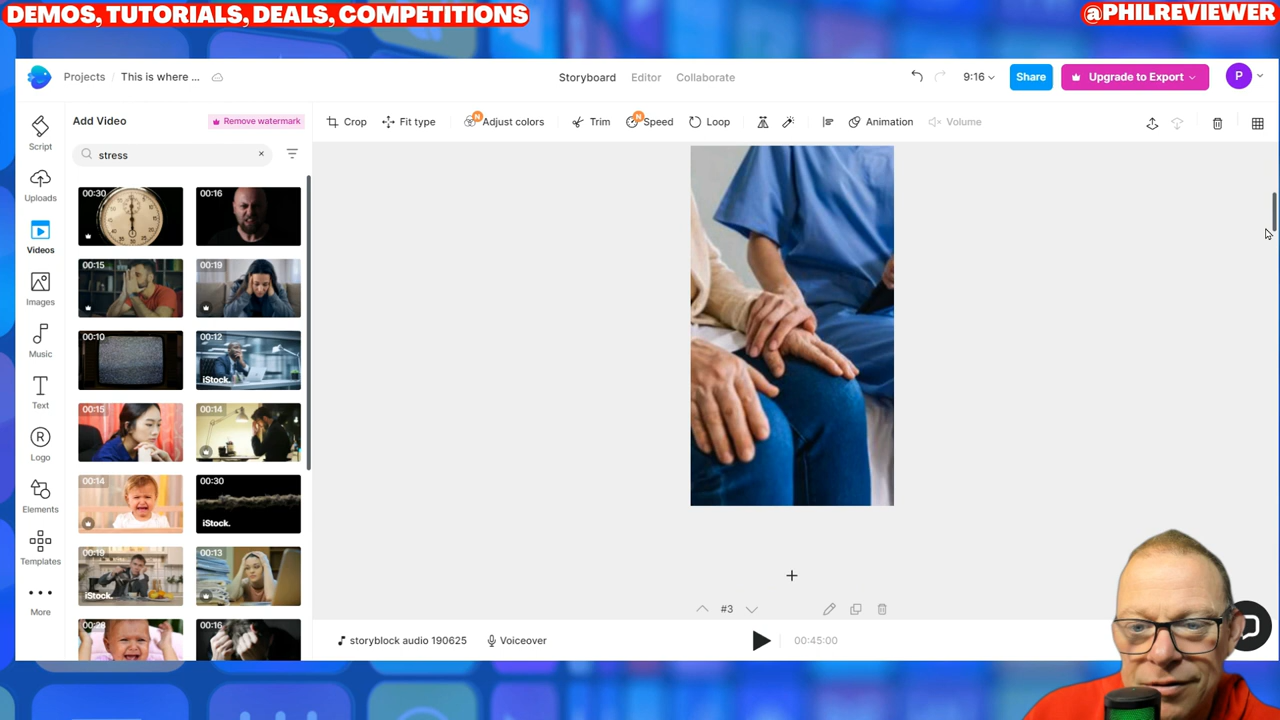 DEMOS, TUTORIALS, DEALS, COMPETITIONS
@PHILREVIEWER
Projects / This is where ...
Storyboard Editor Collaborate
9:16
Share
Upgrade to Export
P
Script
Uploads
Videos
Images
Music
Text
Logo
Elements
Templates
More
Add Video
Remove watermark
stress
00:30
00:16
00:15
00:19
00:10
00:12
iStock.
00:15
00:14
00:14
00:30
iStock.
00:19
iStock.
00:13
00:28
00:16
Crop
Fit type
N
Adjust colors
Trim
N
Speed
Loop
Animation
Volume
#3
storyblock audio 190625
Voiceover
00:45:00